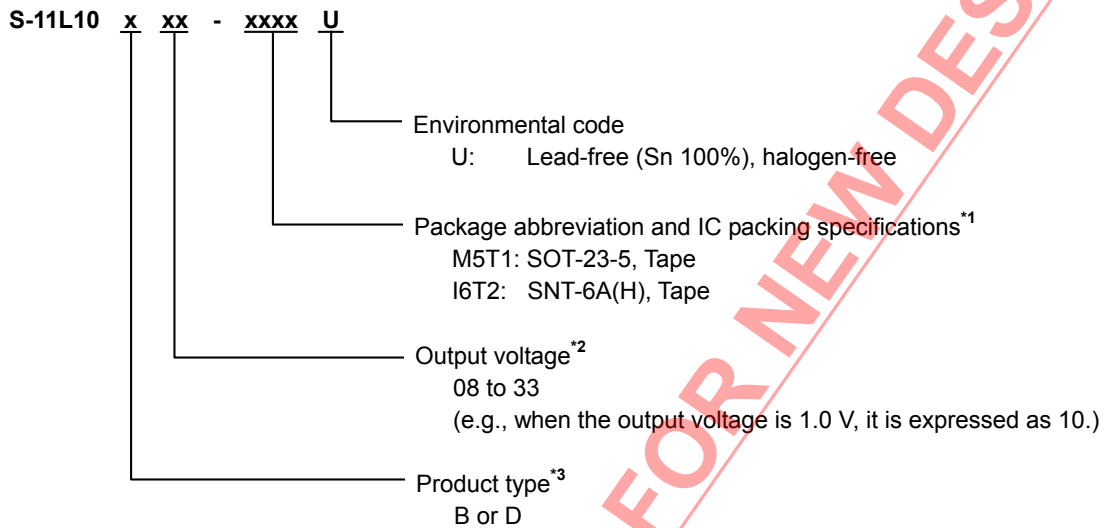 S-11L10 x xx - xxxx U
Environmental code
U: Lead-free (Sn 100%), halogen-free
Package abbreviation and IC packing specifications*1
M5T1: SOT-23-5, Tape
I6T2: SNT-6A(H), Tape
Output voltage*2
08 to 33
(e.g., when the output voltage is 1.0 V, it is expressed as 10.)
Product type*3
B or D
FOR NEW DES